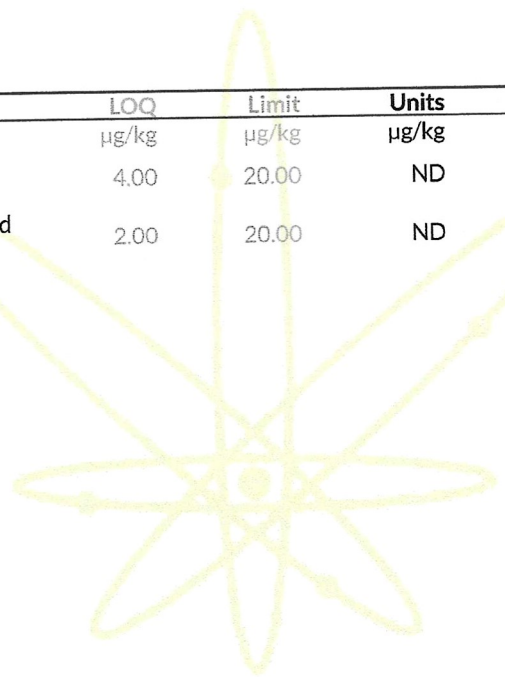 LOQ Limit Units
µg/kg µg/kg µg/kg
4.00 20.00 ND
d
2.00 20.00 ND